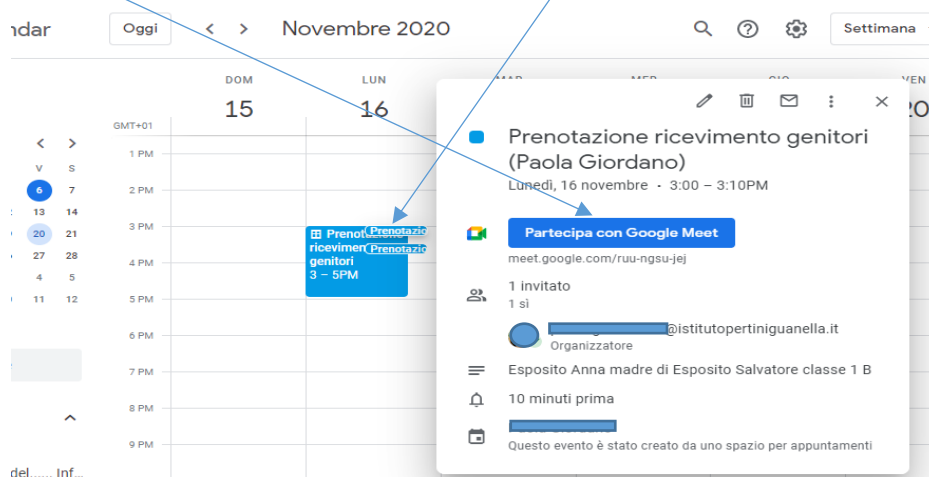 ndar Oggi < > Novembre 2020 Settimana
DOM LUN MAR MER GIO VEN
15 16 20
GMT+01
V S
6 7
13 14
20 21
27 28
4 5
11 12
1 PM
2 PM
3 PM
4 PM
5 PM
6 PM
7 PM
8 PM
9 PM
Prenotazione
ricevimen
genitori
3 – 5PM
Prenotazio
Prenotazio
del...... Inf...
Prenotazione ricevimento genitori
(Paola Giordano)
Lunedì, 16 novembre • 3:00 – 3:10PM
Partecipa con Google Meet
meet.google.com/ruu-ngsu-jej
1 invitato
1 sì
@istitutopertiniguanella.it
Organizzatore
Esposito Anna madre di Esposito Salvatore classe 1 B
10 minuti prima
Questo evento è stato creato da uno spazio per appuntamenti